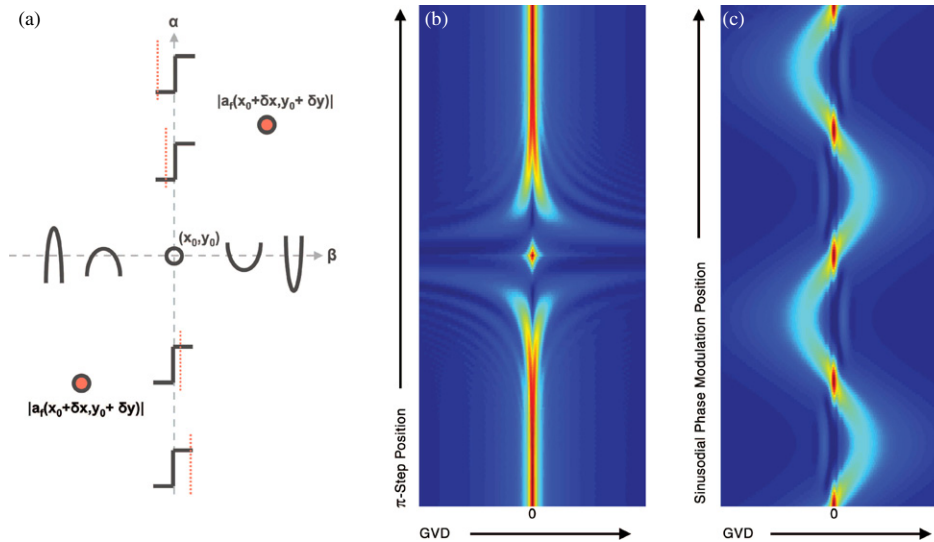 (a)
α
|a_f(x_0+δx,y_0+ δy)|
(x_0,y_0)
β
|a_f(x_0+δx,y_0+ δy)|
(b)
π-Step Position
0
GVD
(c)
Sinusodial Phase Modulation Position
0
GVD